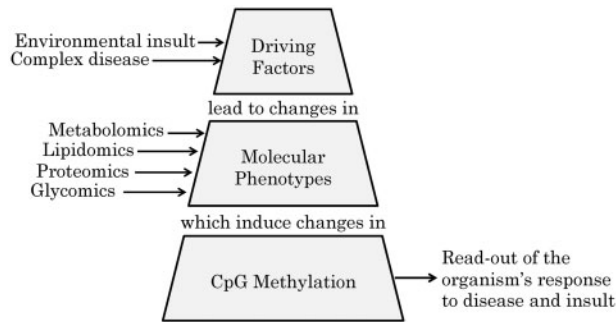 Environmental insult
Complex disease
Driving
Factors
lead to changes in
Metabolomics
Lipidomics
Proteomics
Glycomics
Molecular
Phenotypes
which induce changes in
CpG Methylation
Read-out of the
organism's response
to disease and insult